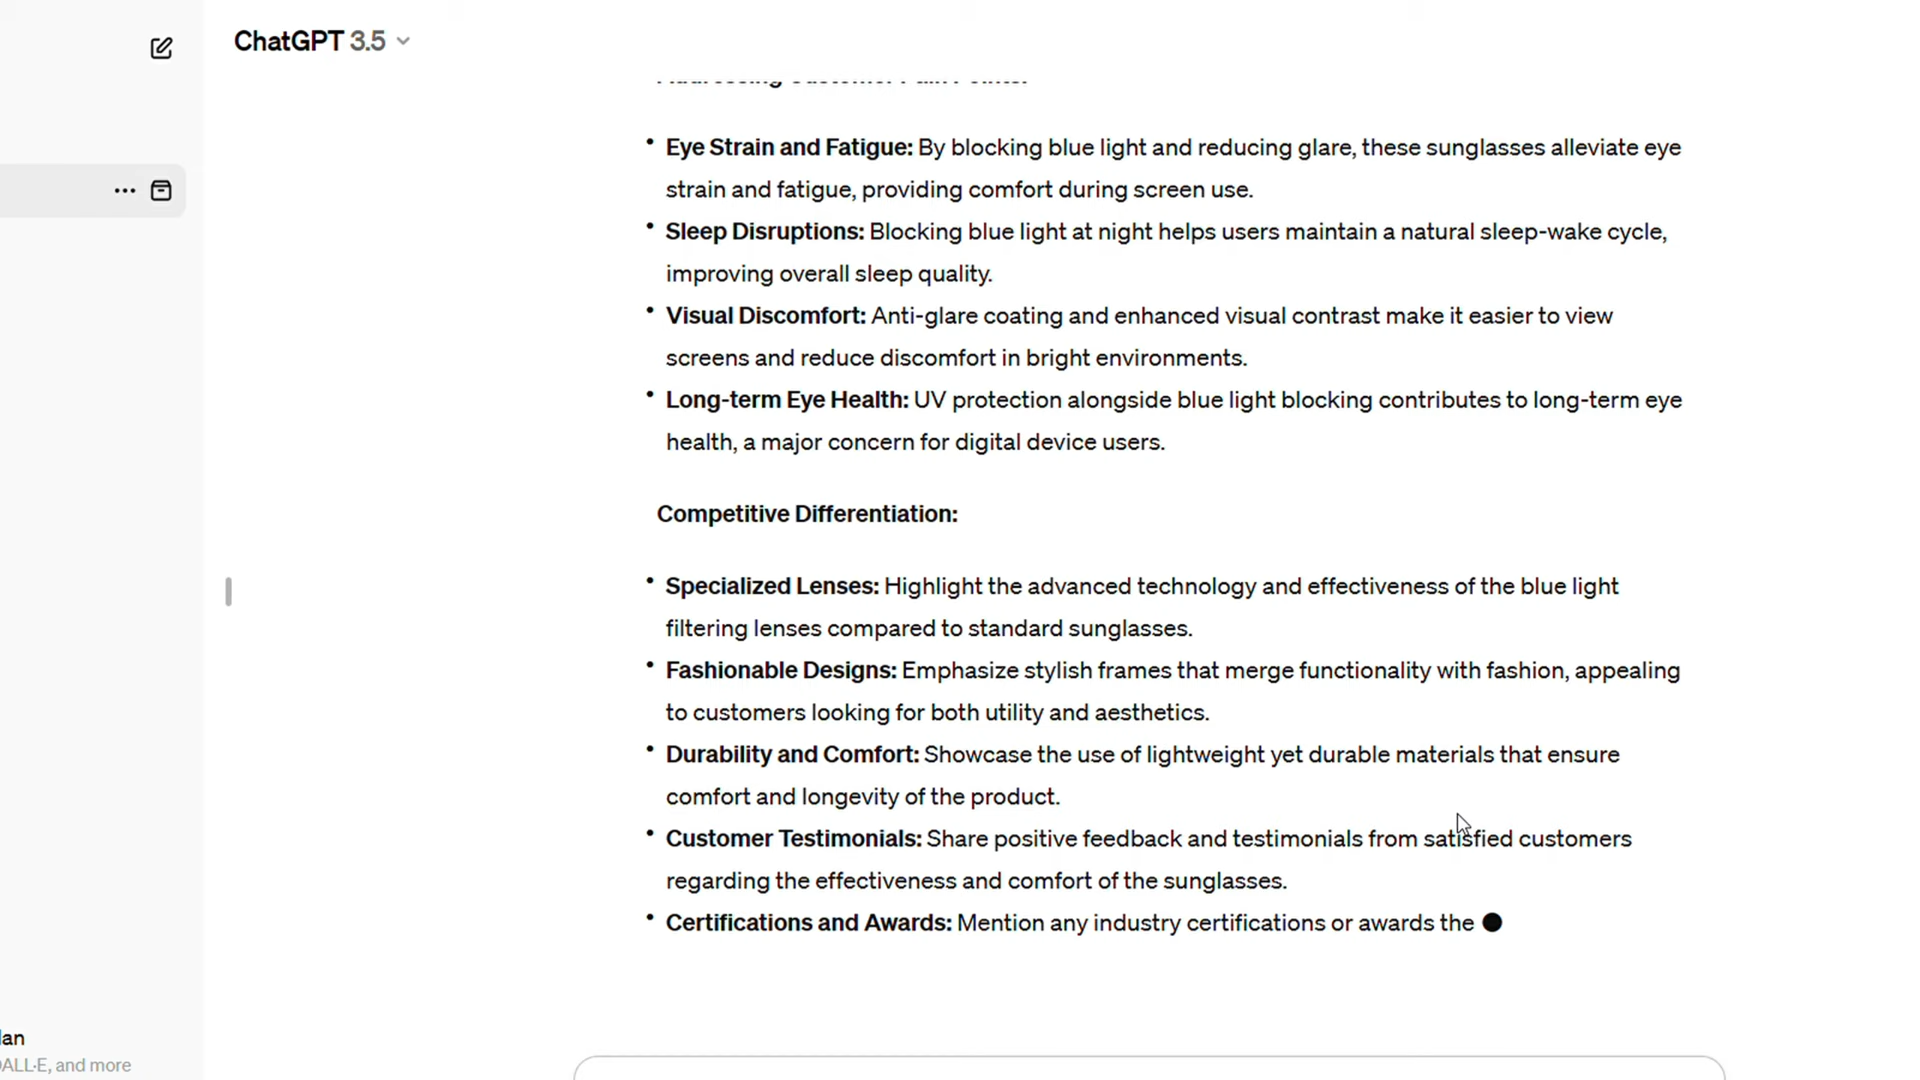 ChatGPT 3.5
Addressing Customer Pain Points:
• Eye Strain and Fatigue: By blocking blue light and reducing glare, these sunglasses alleviate eye
strain and fatigue, providing comfort during screen use.
• Sleep Disruptions: Blocking blue light at night helps users maintain a natural sleep-wake cycle,
improving overall sleep quality.
• Visual Discomfort: Anti-glare coating and enhanced visual contrast make it easier to view
screens and reduce discomfort in bright environments.
• Long-term Eye Health: UV protection alongside blue light blocking contributes to long-term eye
health, a major concern for digital device users.
Competitive Differentiation:
• Specialized Lenses: Highlight the advanced technology and effectiveness of the blue light
filtering lenses compared to standard sunglasses.
• Fashionable Designs: Emphasize stylish frames that merge functionality with fashion, appealing
to customers looking for both utility and aesthetics.
• Durability and Comfort: Showcase the use of lightweight yet durable materials that ensure
comfort and longevity of the product.
• Customer Testimonials: Share positive feedback and testimonials from satisfied customers
regarding the effectiveness and comfort of the sunglasses.
• Certifications and Awards: Mention any industry certifications or awards the
lan
DALL·E, and more